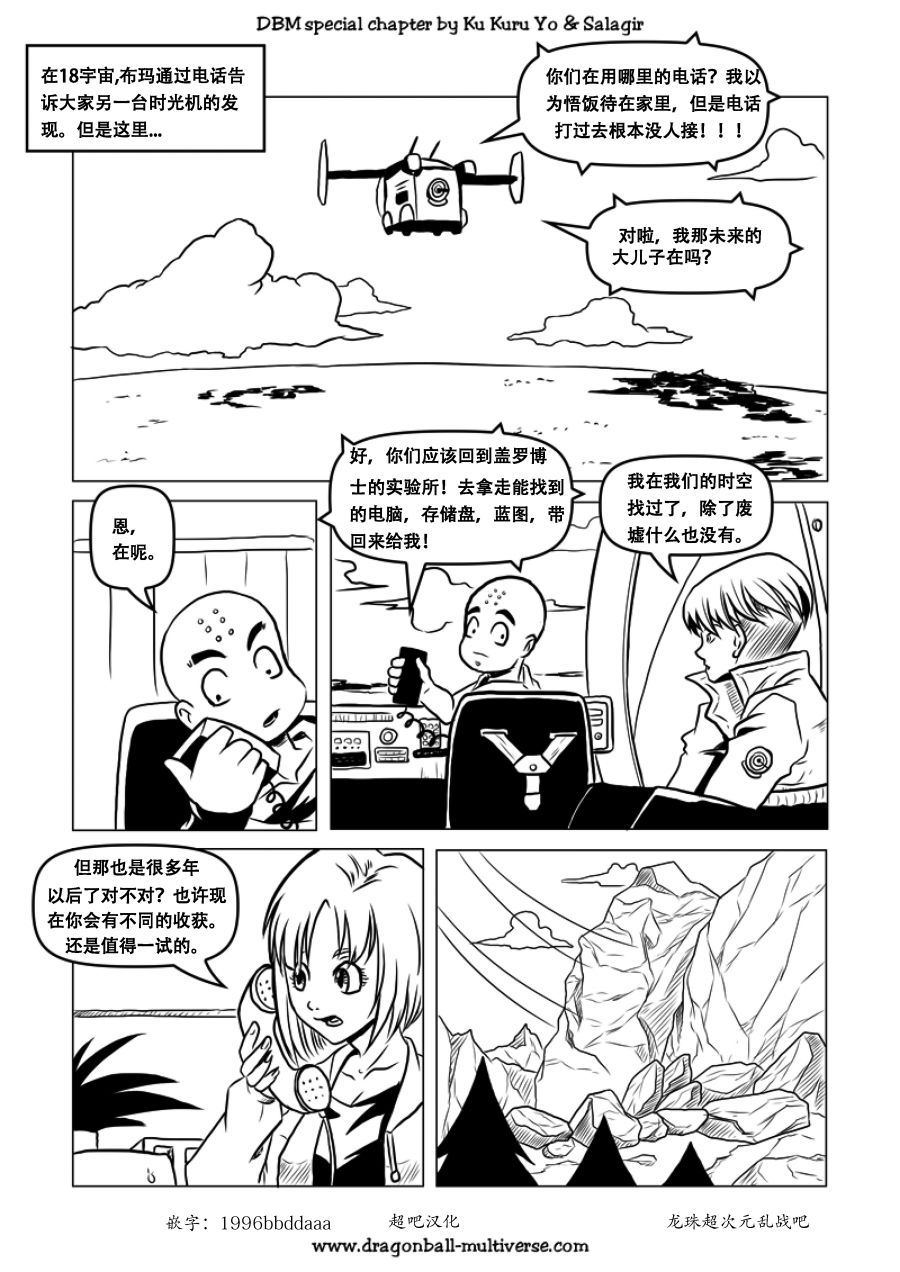 DBM special chapter by Ku Kuru Yo & Salagir
在18宇宙,布玛通过电话告
诉大家另一台时光机的发
现。但是这里...
你们在用哪里的电话？我以
为悟饭待在家里，但是电话
打过去根本没人接！！！
对啦，我那未来的
大儿子在吗？
恩，
在呢。
好，你们应该回到盖罗博
士的实验所！去拿走能找到
的电脑，存储盘，蓝图，带
回来给我！
我在我们的时空
找过了，除了废
墟什么也没有。
但那也是很多年
以后了对不对？也许现
在你会有不同的收获。
还是值得一试的。
嵌字：1996bbddaaa 超吧汉化 龙珠超次元乱战吧
www.dragonball-multiverse.com